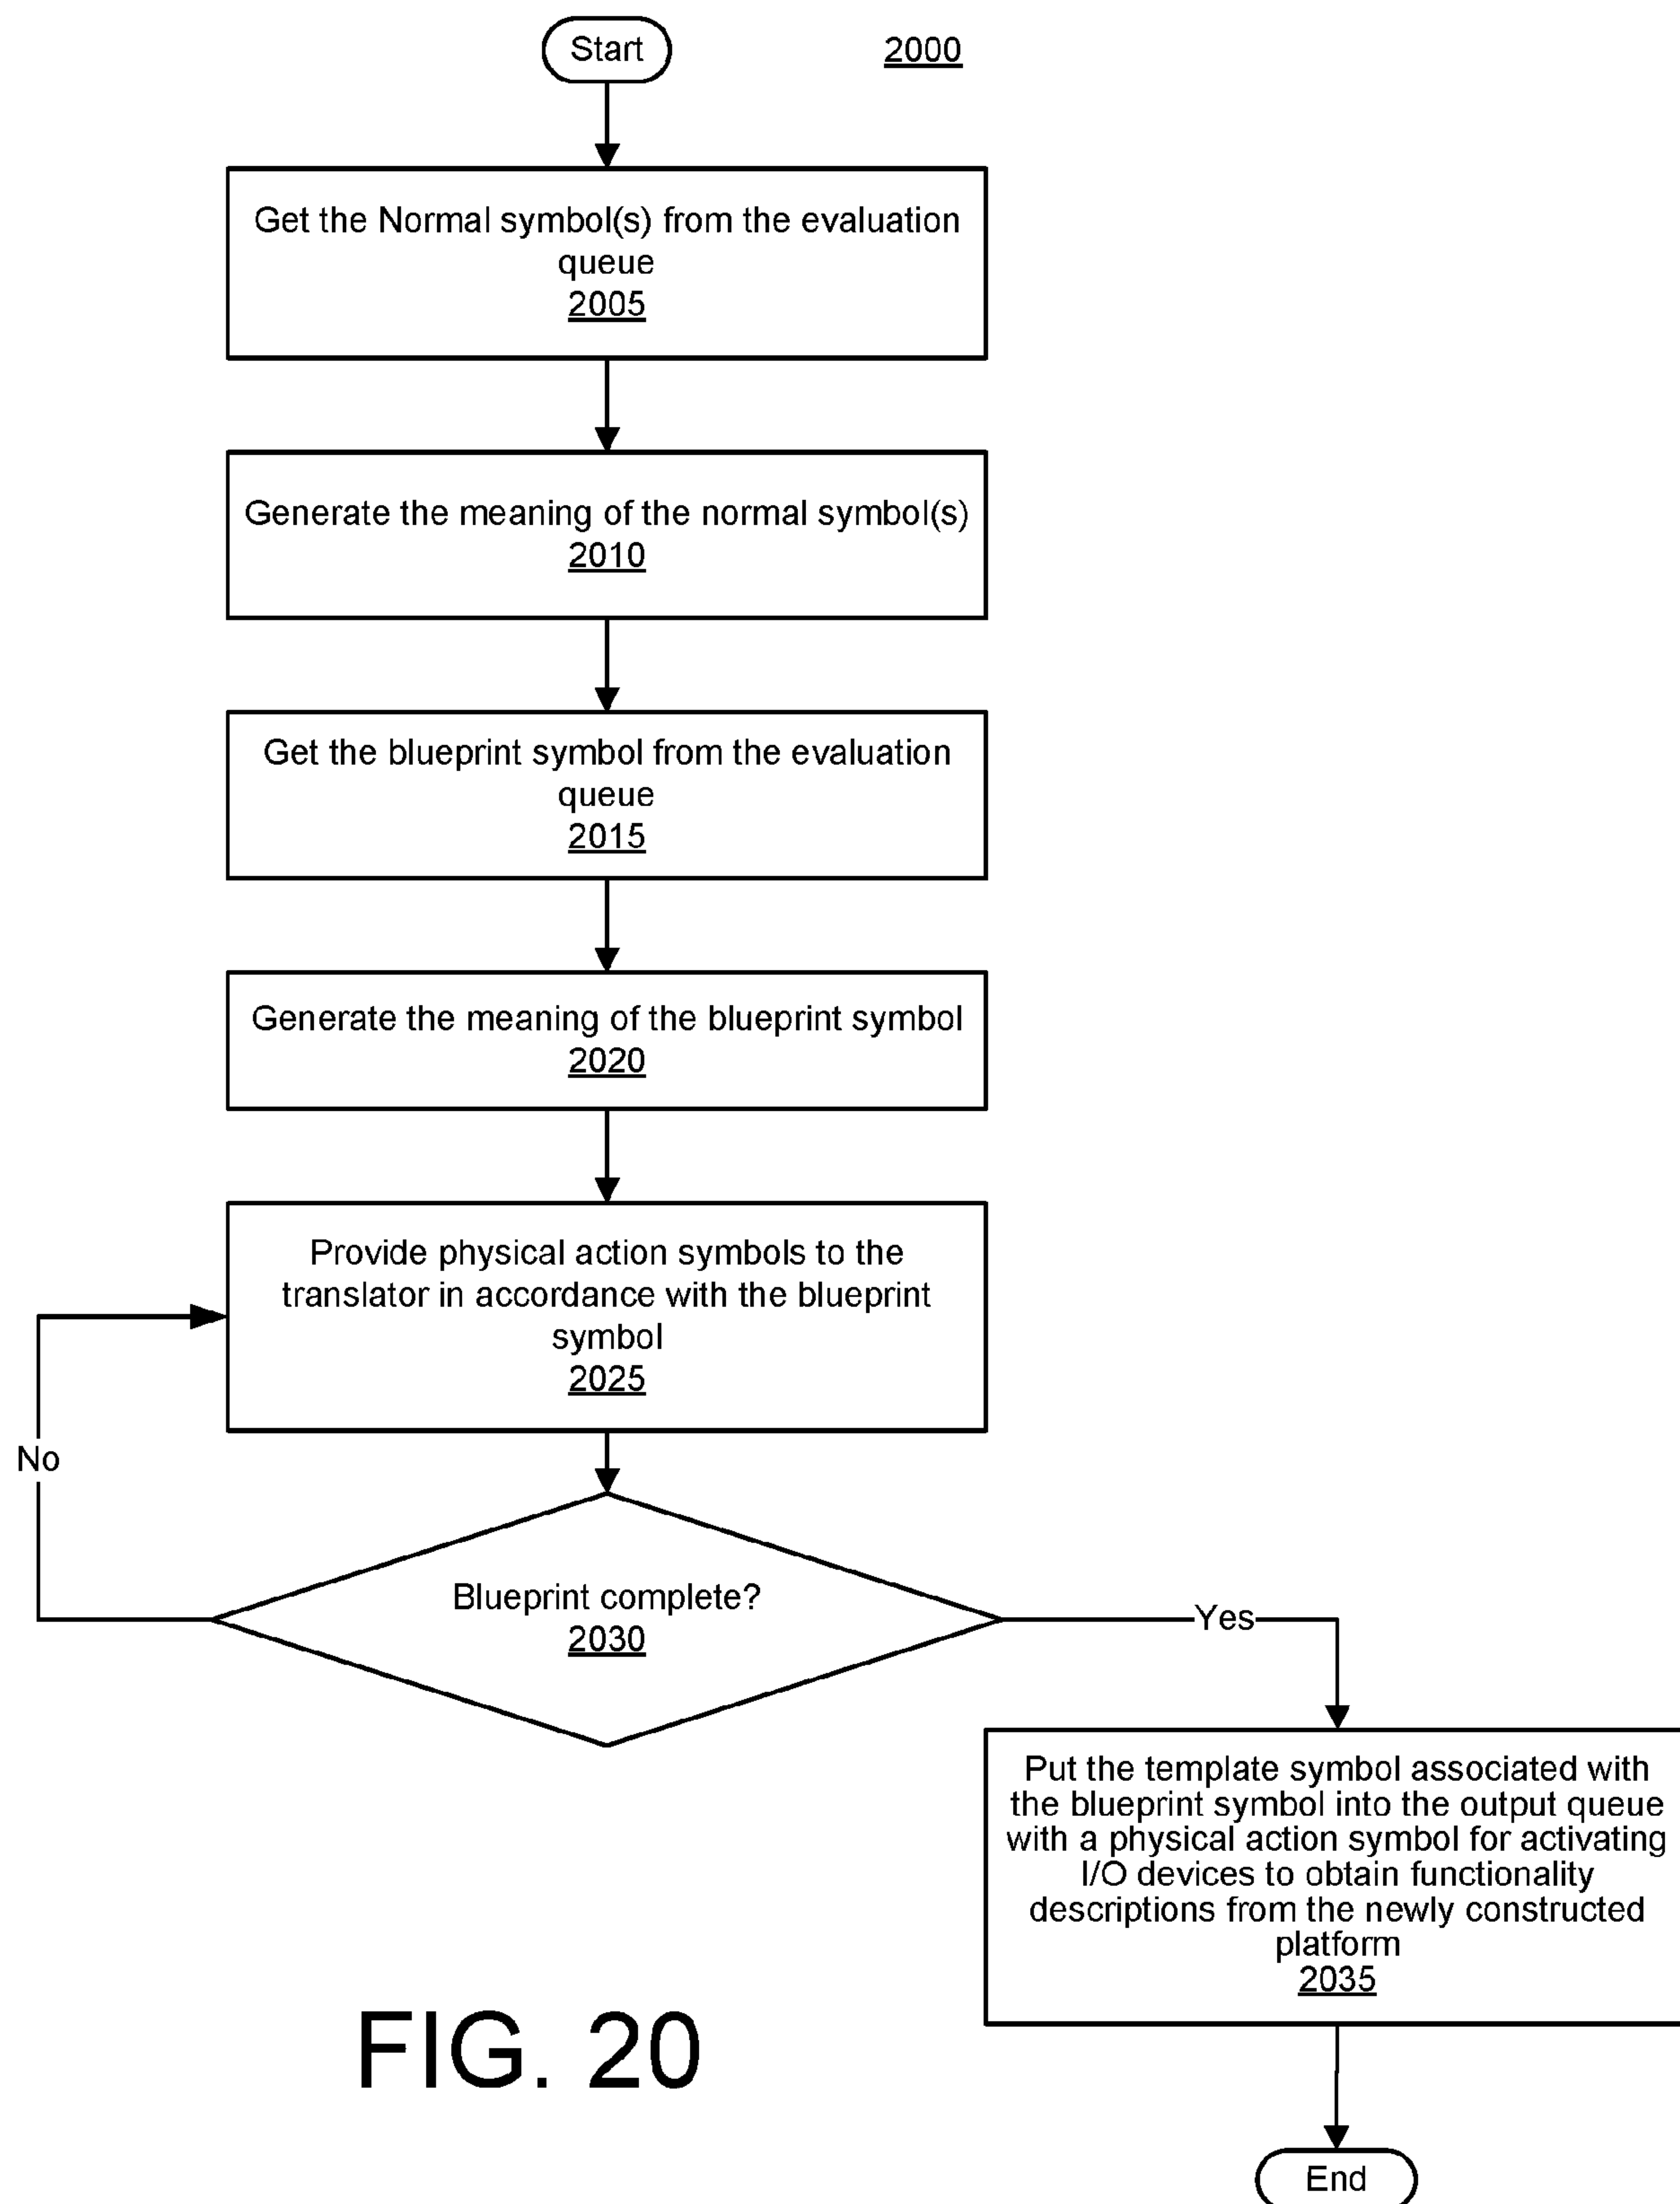 Start
2000
Get the Normal symbol(s) from the evaluation
queue
2005
Generate the meaning of the normal symbol(s)
2010
Get the blueprint symbol from the evaluation
queue
2015
Generate the meaning of the blueprint symbol
2020
Provide physical action symbols to the
translator in accordance with the blueprint
symbol
2025
No
Blueprint complete?
2030
Yes
Put the template symbol associated with
the blueprint symbol into the output queue
with a physical action symbol for activating
I/O devices to obtain functionality
descriptions from the newly constructed
platform
2035
FIG. 20
End